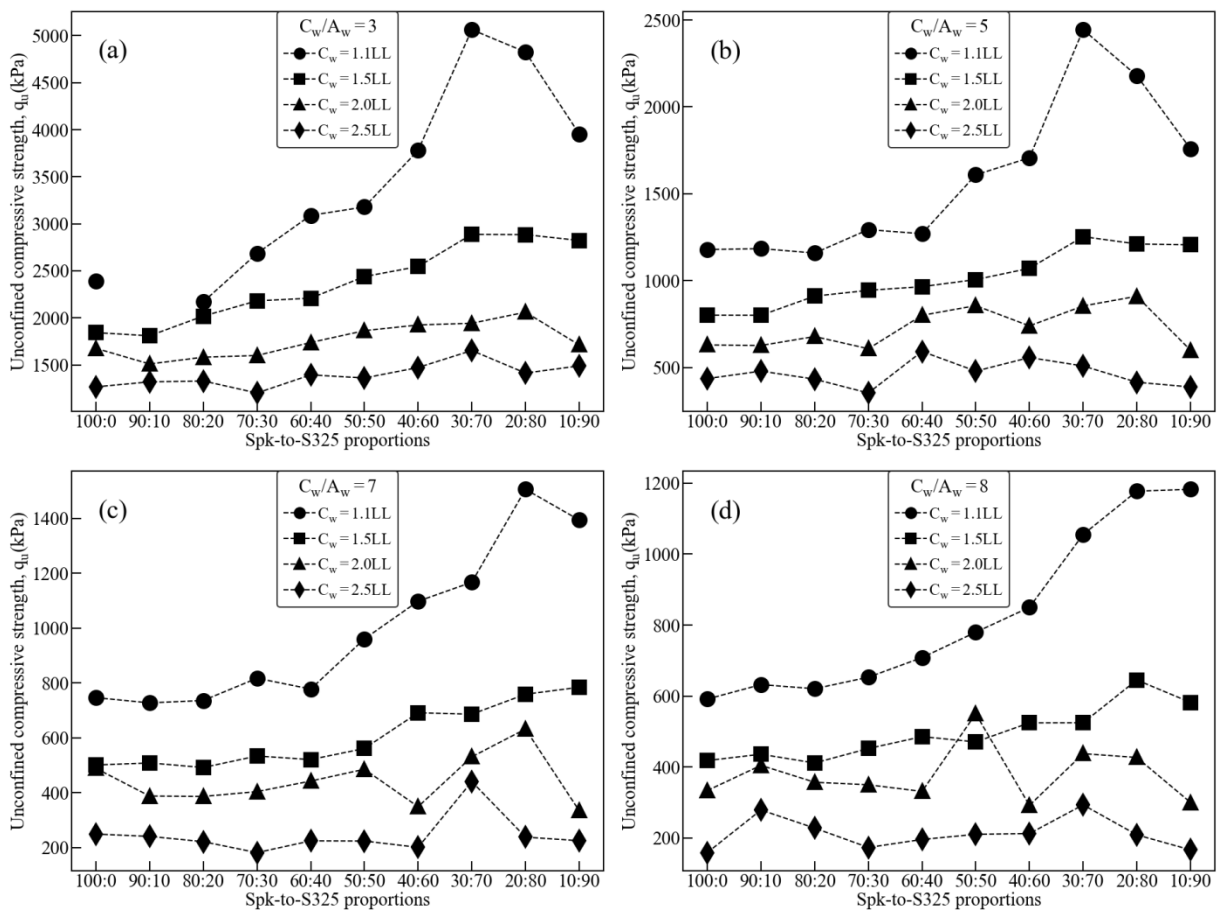 (a)
C_w/A_w = 3
C_w = 1.1LL
C_w = 1.5LL
C_w = 2.0LL
C_w = 2.5LL
Unconfined compressive strength, q_u(kPa)
5000
4500
4000
3500
3000
2500
2000
1500
100:0 90:10 80:20 70:30 60:40 50:50 40:60 30:70 20:80 10:90
Spk-to-S325 proportions
(b)
C_w/A_w = 5
C_w = 1.1LL
C_w = 1.5LL
C_w = 2.0LL
C_w = 2.5LL
Unconfined compressive strength, q_u(kPa)
2500
2000
1500
1000
500
100:0 90:10 80:20 70:30 60:40 50:50 40:60 30:70 20:80 10:90
Spk-to-S325 proportions
(c)
C_w/A_w = 7
C_w = 1.1LL
C_w = 1.5LL
C_w = 2.0LL
C_w = 2.5LL
Unconfined compressive strength, q_u(kPa)
1400
1200
1000
800
600
400
200
100:0 90:10 80:20 70:30 60:40 50:50 40:60 30:70 20:80 10:90
Spk-to-S325 proportions
(d)
C_w/A_w = 8
C_w = 1.1LL
C_w = 1.5LL
C_w = 2.0LL
C_w = 2.5LL
Unconfined compressive strength, q_u(kPa)
1200
1000
800
600
400
200
100:0 90:10 80:20 70:30 60:40 50:50 40:60 30:70 20:80 10:90
Spk-to-S325 proportions